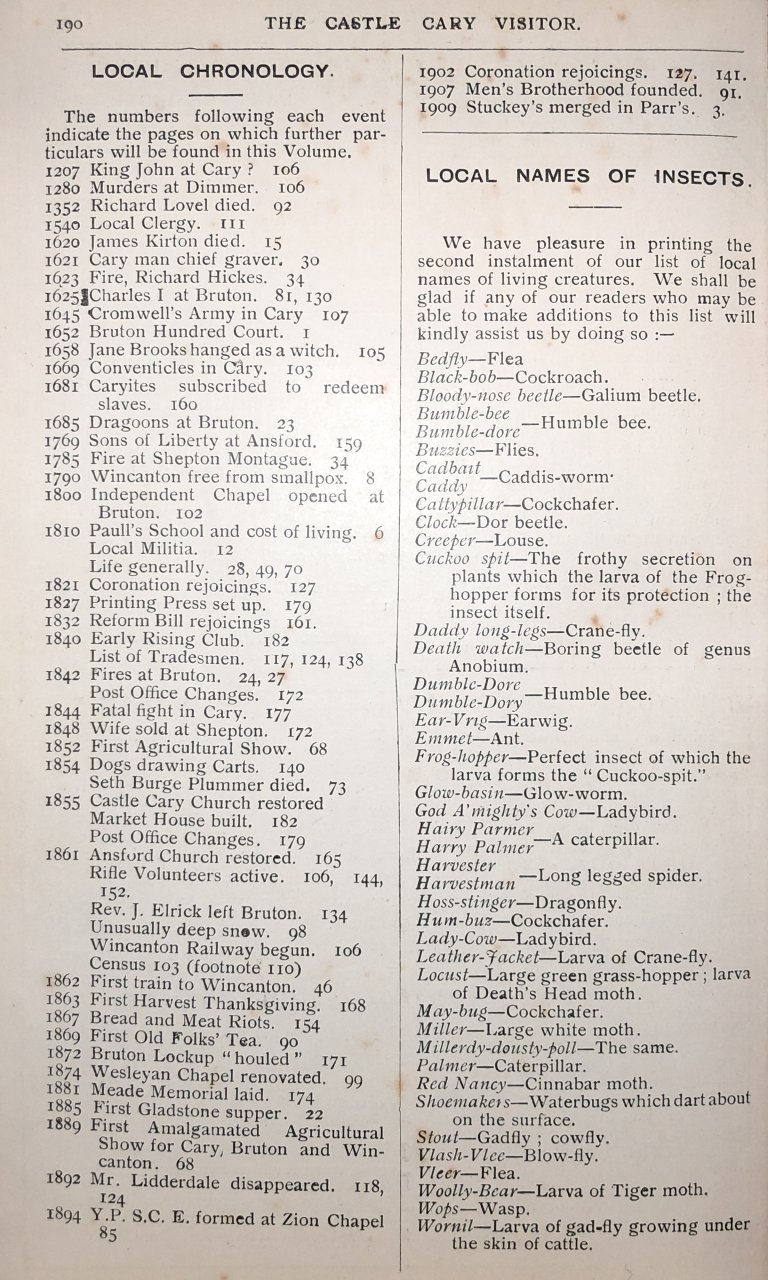 190 THE CASTLE CARY VISITOR.
LOCAL CHRONOLOGY.
The numbers following each event
indicate the pages on which further par-
ticulars will be found in this Volume.
1207 King John at Cary ? 106
1280 Murders at Dimmer. 106
1352 Richard Lovel died. 92
1540 Local Clergy. 111
1620 James Kirton died. 15
1621 Cary man chief graver. 30
1623 Fire, Richard Hickes. 34
1625 Charles I at Bruton. 81, 130
1645 Cromwell's Army in Cary 107
1652 Bruton Hundred Court. 1
1658 Jane Brooks hanged as a witch. 105
1669 Conventicles in Cary. 103
1681 Caryites subscribed to redeem
slaves. 160
1685 Dragoons at Bruton. 23
1769 Sons of Liberty at Ansford. 159
1785 Fire at Shepton Montague. 34
1790 Wincanton free from smallpox. 8
1800 Independent Chapel opened at
Bruton. 102
1810 Paull's School and cost of living. 6
Local Militia. 12
Life generally. 28, 49, 70
1821 Coronation rejoicings. 127
1827 Printing Press set up. 179
1832 Reform Bill rejoicings 161.
1840 Early Rising Club. 182
List of Tradesmen. 117, 124, 138
1842 Fires at Bruton. 24, 27
Post Office Changes. 172
1844 Fatal fight in Cary. 177
1848 Wife sold at Shepton. 172
1852 First Agricultural Show. 68
1854 Dogs drawing Carts. 140
Seth Burge Plummer died. 73
1855 Castle Cary Church restored
Market House built. 182
Post Office Changes. 179
1861 Ansford Church restored. 165
Rifle Volunteers active. 106, 144,
152.
Rev. J. Elrick left Bruton. 134
Unusually deep snow. 98
Wincanton Railway begun. 106
Census 103 (footnote 110)
1862 First train to Wincanton. 46
1863 First Harvest Thanksgiving. 168
1867 Bread and Meat Riots. 154
1869 First Old Folks' Tea. 90
1872 Bruton Lockup "houled" 171
1874 Wesleyan Chapel renovated. 99
1881 Meade Memorial laid. 174
1885 First Gladstone supper. 22
1889 First Amalgamated Agricultural
Show for Cary, Bruton and Win-
canton. 68
1892 Mr. Lidderdale disappeared. 118,
124
1894 Y.P. S.C. E. formed at Zion Chapel
85
1902 Coronation rejoicings. 127. 141.
1907 Men's Brotherhood founded. 91.
1909 Stuckey's merged in Parr's. 3.
LOCAL NAMES OF INSECTS.
We have pleasure in printing the
second instalment of our list of local
names of living creatures. We shall be
glad if any of our readers who may be
able to make additions to this list will
kindly assist us by doing so :—
Bedfly—Flea
Black-bob—Cockroach.
Bloody-nose beetle—Galium beetle.
Bumble-bee
Bumble-dore —Humble bee.
Buzzies—Flies.
Cadbait
Caddy —Caddis-worm.
Cattypillar—Cockchafer.
Clock—Dor beetle.
Creeper—Louse.
Cuckoo spit—The frothy secretion on
plants which the larva of the Frog-
hopper forms for its protection ; the
insect itself.
Daddy long-legs—Crane-fly.
Death watch—Boring beetle of genus
Anobium.
Dumble-Dore
Dumble-Dory —Humble bee.
Ear-Vrig—Earwig.
Emmet—Ant.
Frog-hopper—Perfect insect of which the
larva forms the "Cuckoo-spit."
Glow-basin—Glow-worm.
God A'mighty's Cow—Ladybird.
Hairy Parmer
Harry Palmer —A caterpillar.
Harvester
Harvestman —Long legged spider.
Hoss-stinger—Dragonfly.
Hum-buz—Cockchafer.
Lady-Cow—Ladybird.
Leather-Jacket—Larva of Crane-fly.
Locust—Large green grass-hopper ; larva
of Death's Head moth.
May-bug—Cockchafer.
Miller—Large white moth.
Millerdy-dousty-poll—The same.
Palmer—Caterpillar.
Red Nancy—Cinnabar moth.
Shoemakers—Waterbugs which dart about
on the surface.
Stout—Gadfly ; cowfly.
Vlash-Vlee—Blow-fly.
Vleer—Flea.
Woolly-Bear—Larva of Tiger moth.
Wops—Wasp.
Wornil—Larva of gad-fly growing under
the skin of cattle.